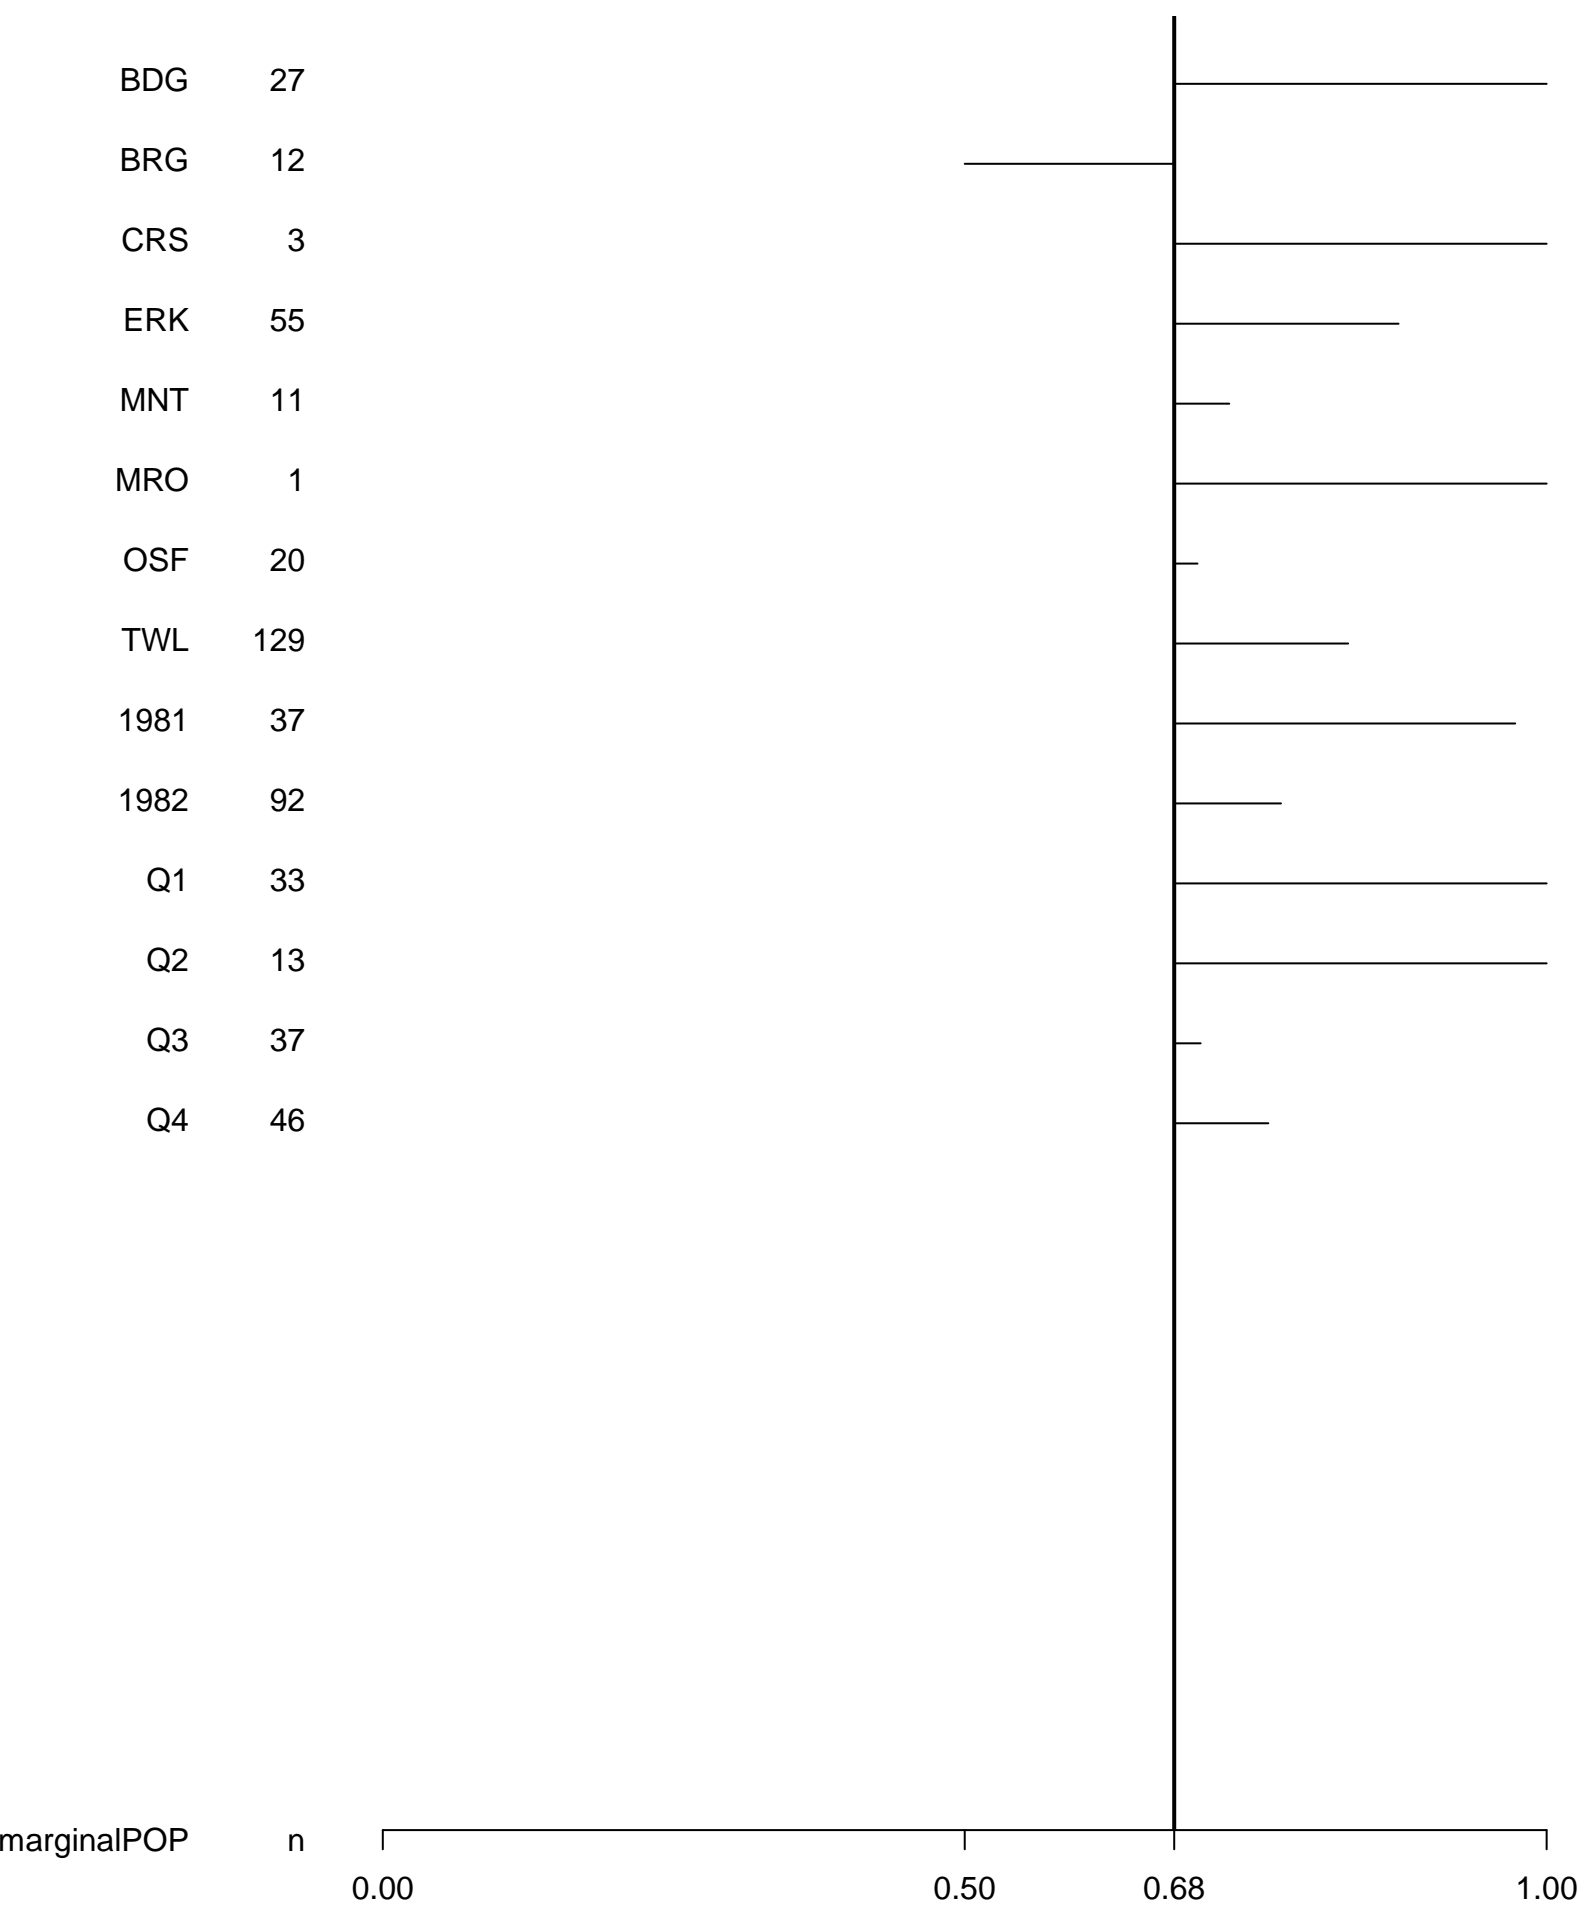 BDG 27
BRG 12
CRS 3
ERK 55
MNT 11
MRO 1
OSF 20
TWL 129
1981 37
1982 92
Q1 33
Q2 13
Q3 37
Q4 46
marginalPOP n
0.00 0.50 0.68 1.00